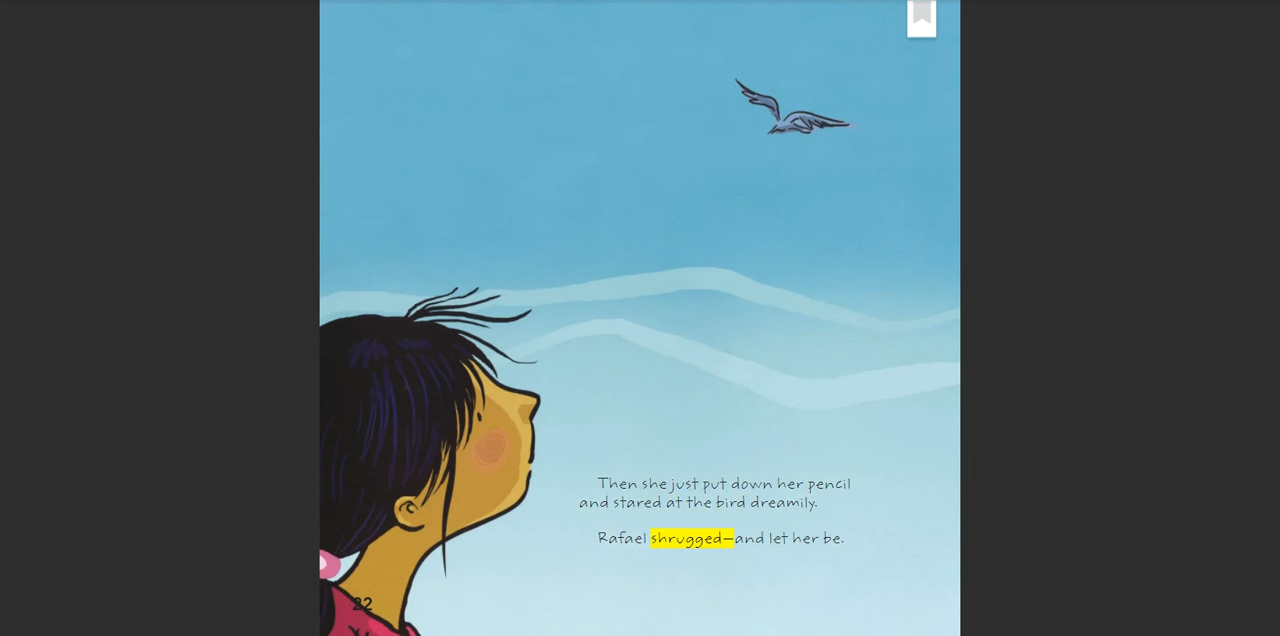 Then she just put down her pencil
and stared at the bird dreamily.
Rafael shrugged—and let her be.
22